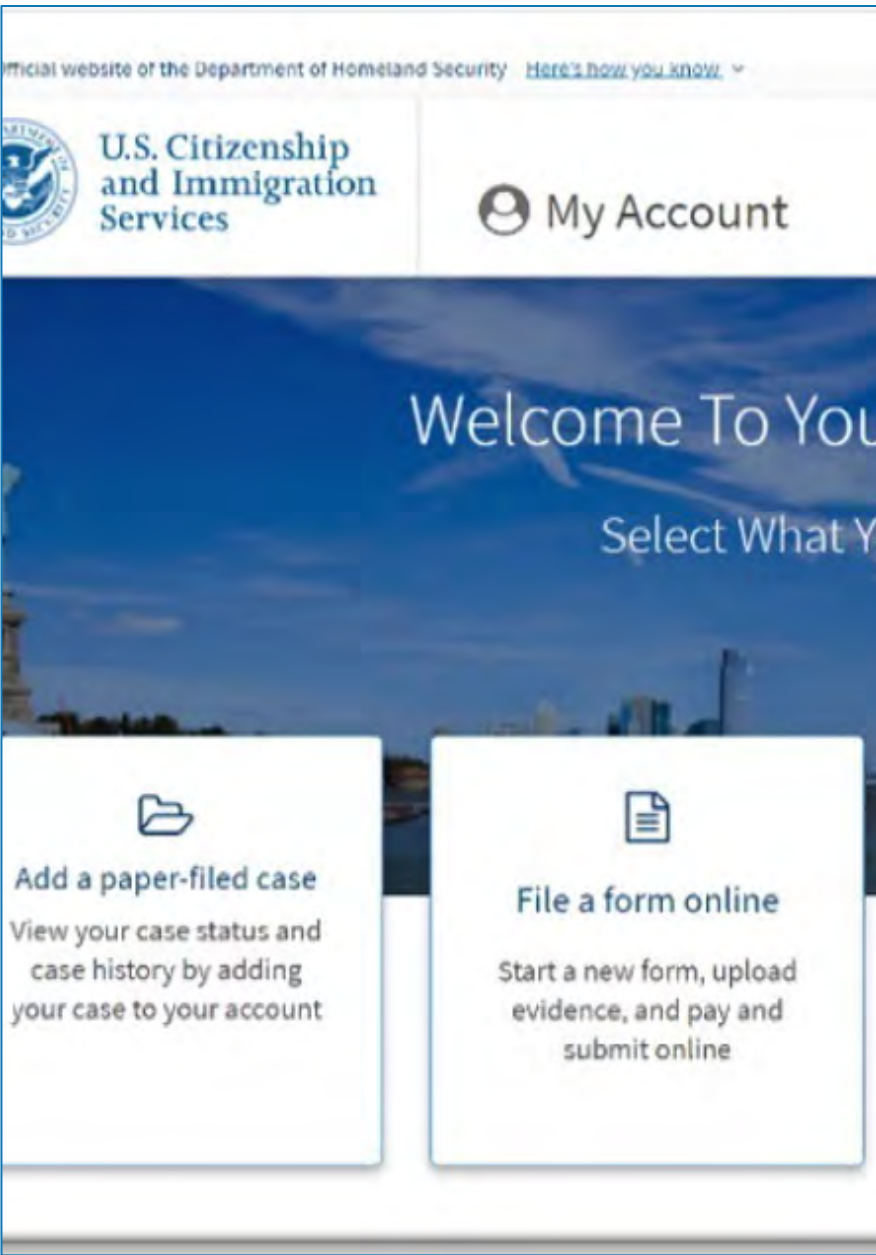 official website of the Department of Homeland Security Here's how you know
U.S. Citizenship
and Immigration
Services
My Account
Welcome To You
Select What Y
Add a paper-filed case
View your case status and
case history by adding
your case to your account
File a form online
Start a new form, upload
evidence, and pay and
submit online